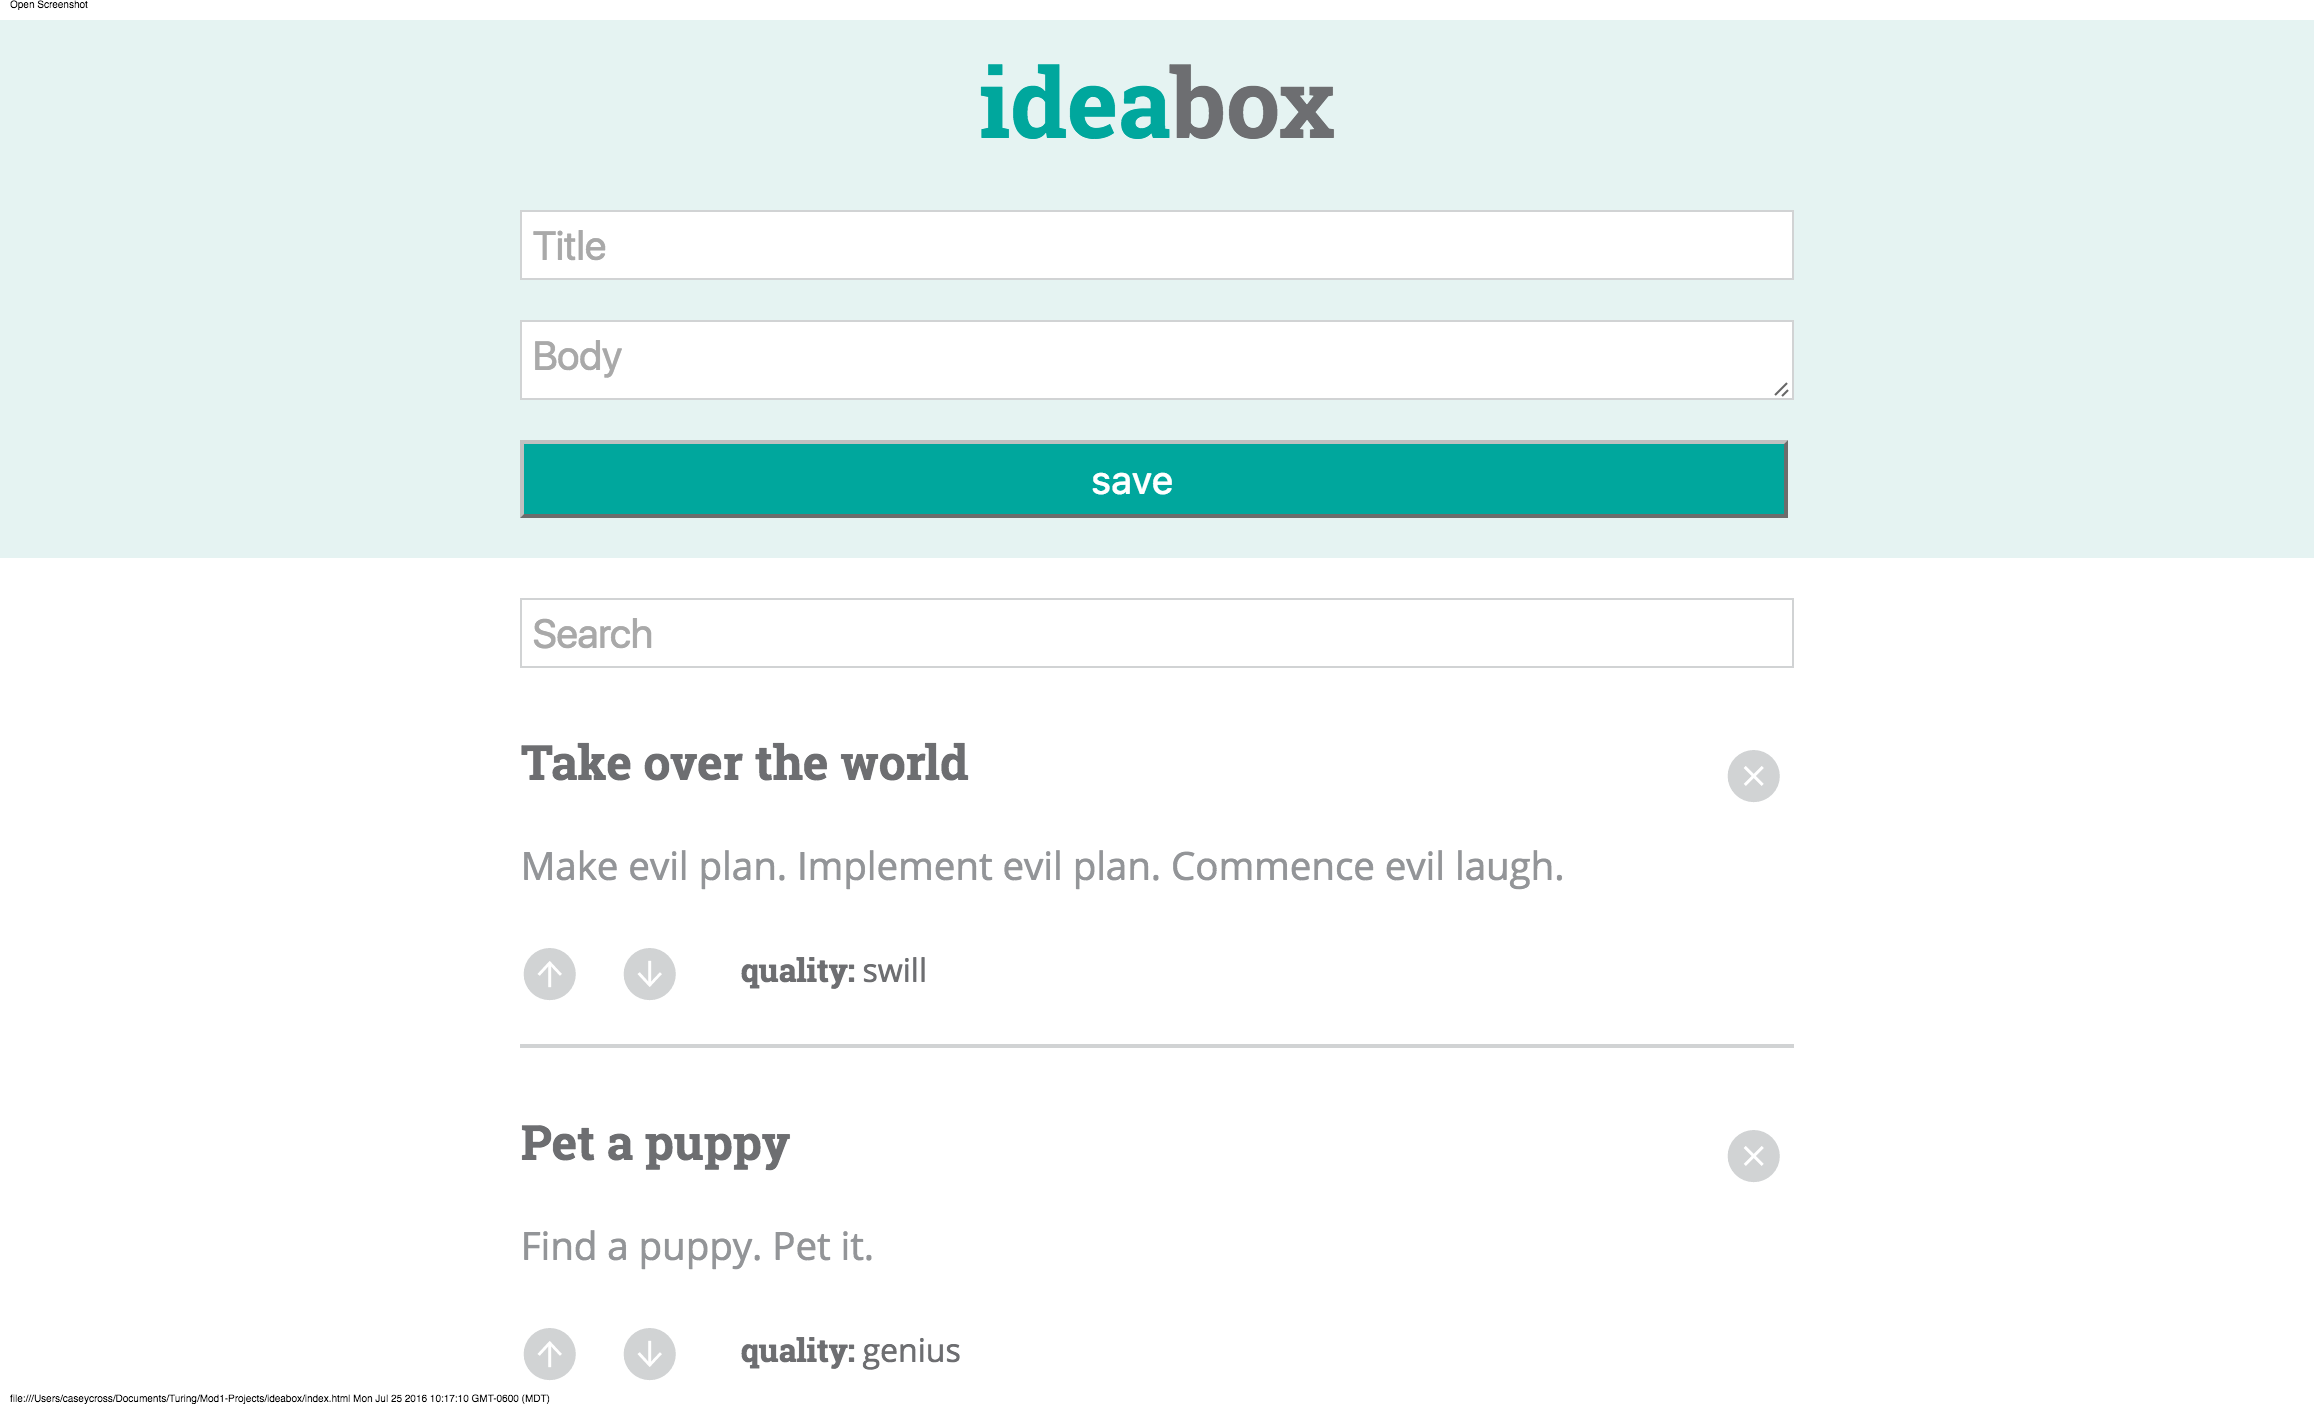 Open Screenshot
ideabox
Title
Body
save
Search
Take over the world
Make evil plan. Implement evil plan. Commence evil laugh.
quality: swill
Pet a puppy
Find a puppy. Pet it.
quality: genius
file:///Users/caseycross/Documents/Turing/Mod1-Projects/ideabox/index.html Mon Jul 25 2016 10:17:10 GMT-0600 (MDT)